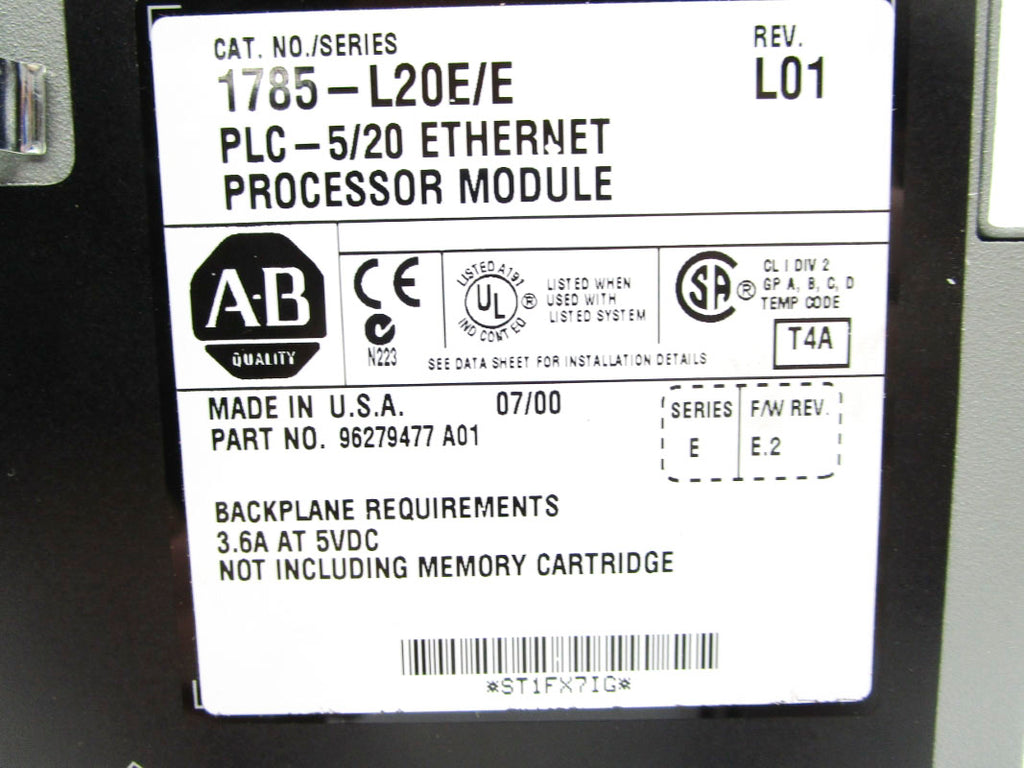 CAT. NO./SERIES
1785-L20E/E
REV.
L01
PLC-5/20 ETHERNET
PROCESSOR MODULE
A-B
QUALITY
CE
N223
LISTED A191
UL
®
IND CONT EQ
LISTED WHEN
USED WITH
LISTED SYSTEM
SA
®
CL I DIV 2
GP A, B, C, D
TEMP CODE
T4A
SEE DATA SHEET FOR INSTALLATION DETAILS
MADE IN U.S.A. 07/00
PART NO. 96279477 A01
SERIES
E
F/W REV.
E.2
BACKPLANE REQUIREMENTS
3.6A AT 5VDC
NOT INCLUDING MEMORY CARTRIDGE
*ST1FX7IG*